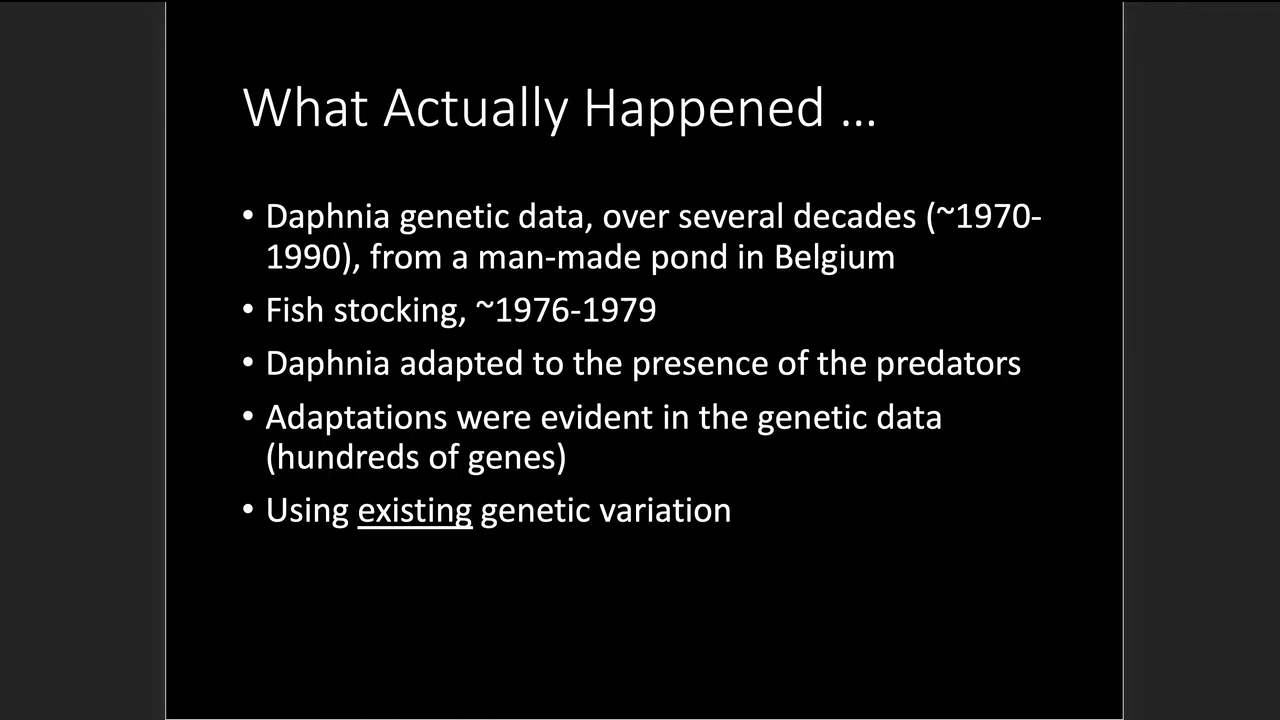 What Actually Happened ...
• Daphnia genetic data, over several decades (~1970-
1990), from a man-made pond in Belgium
• Fish stocking, ~1976-1979
• Daphnia adapted to the presence of the predators
• Adaptations were evident in the genetic data
(hundreds of genes)
• Using existing genetic variation